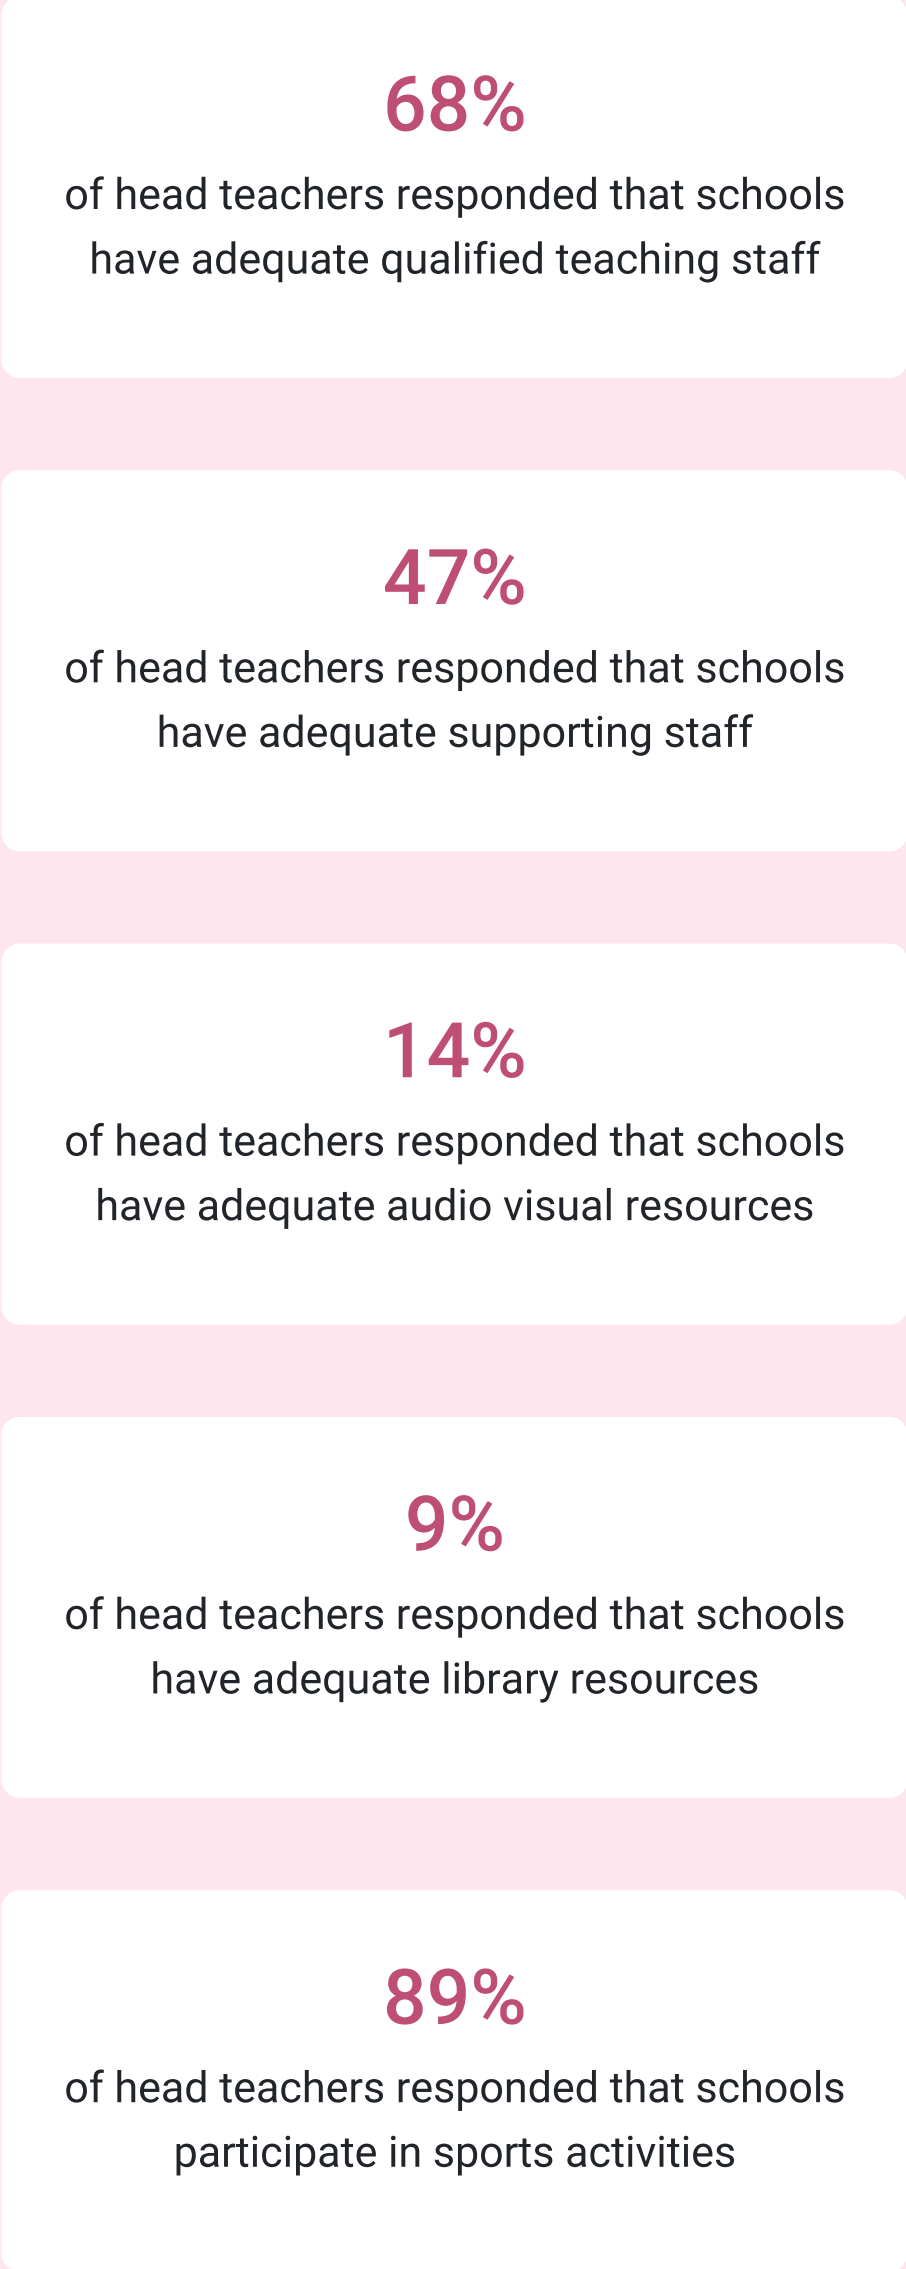 68%
of head teachers responded that schools
have adequate qualified teaching staff
47%
of head teachers responded that schools
have adequate supporting staff
14%
of head teachers responded that schools
have adequate audio visual resources
9%
of head teachers responded that schools
have adequate library resources
89%
of head teachers responded that schools
participate in sports activities